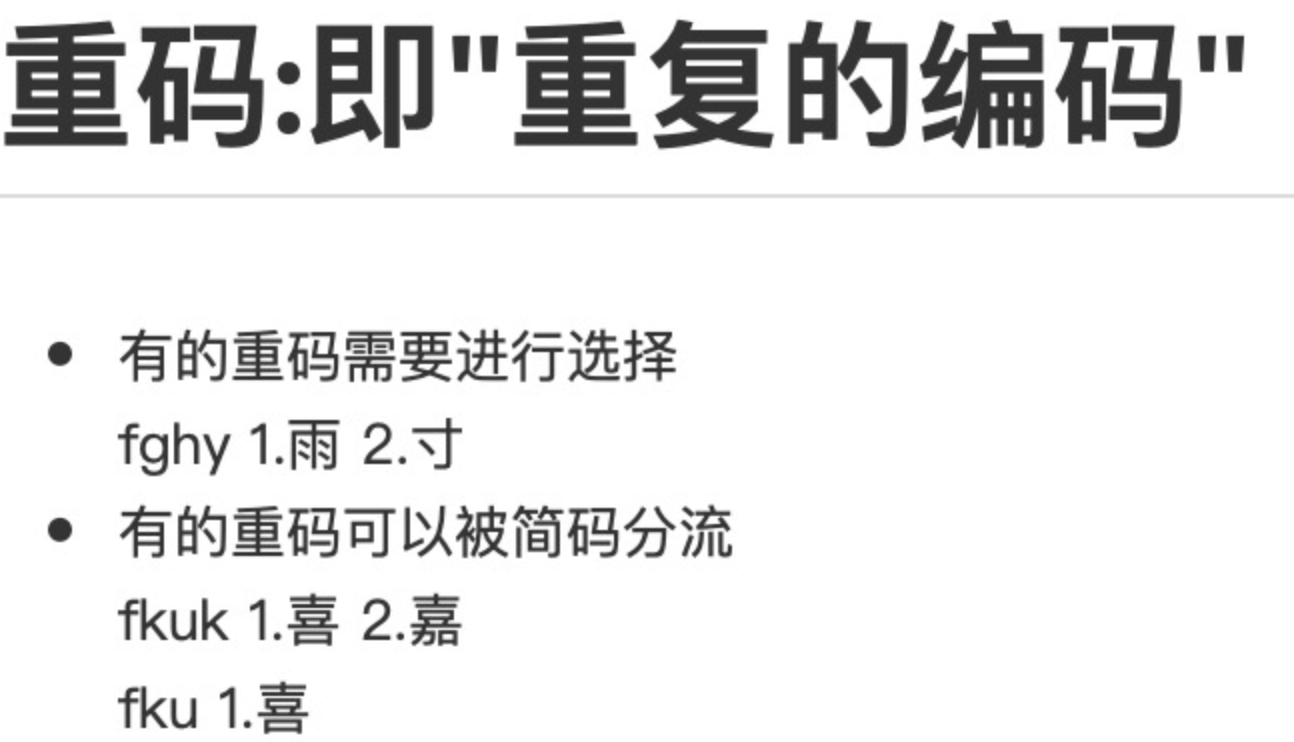 重码:即"重复的编码"
有的重码需要进行选择
fghy 1.雨 2.寸
有的重码可以被简码分流
fkuk 1.喜 2.嘉
fku 1.喜